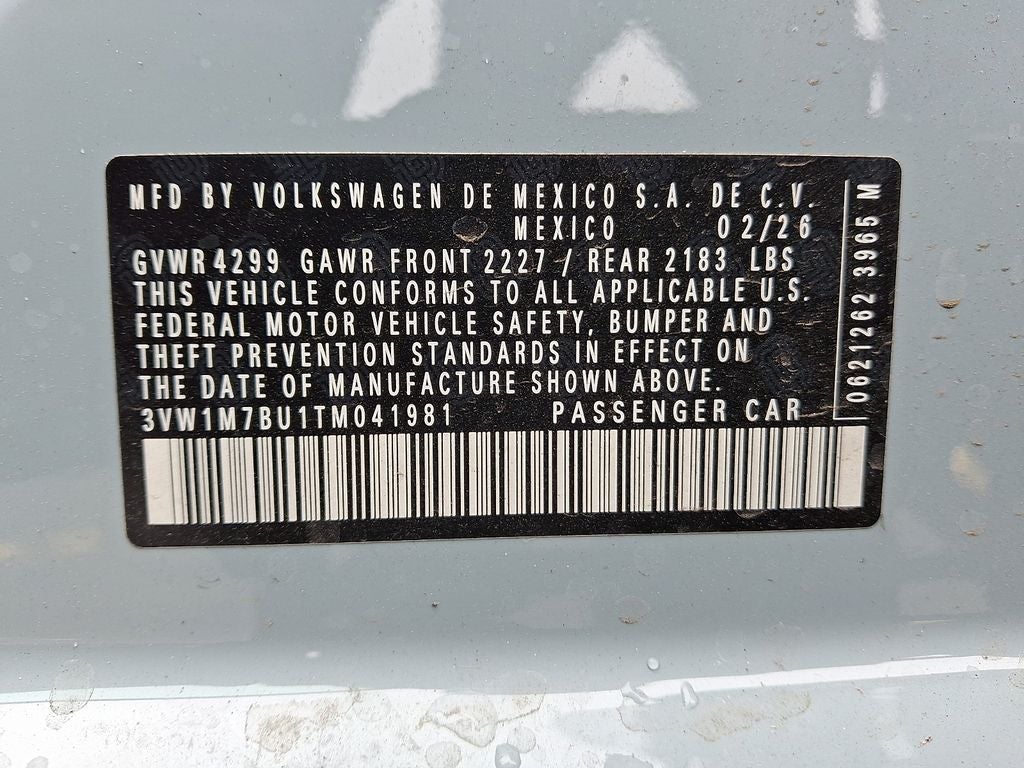 MFD BY VOLKSWAGEN DE MEXICO S.A. DE C.V.
MEXICO 02/26
GVWR 4299 GAWR FRONT 2227 / REAR 2183 LBS
THIS VEHICLE CONFORMS TO ALL APPLICABLE U.S.
FEDERAL MOTOR VEHICLE SAFETY, BUMPER AND
THEFT PREVENTION STANDARDS IN EFFECT ON
THE DATE OF MANUFACTURE SHOWN ABOVE.
3VW1M7BU1TM041981 PASSENGER CAR
0621262 3965 M